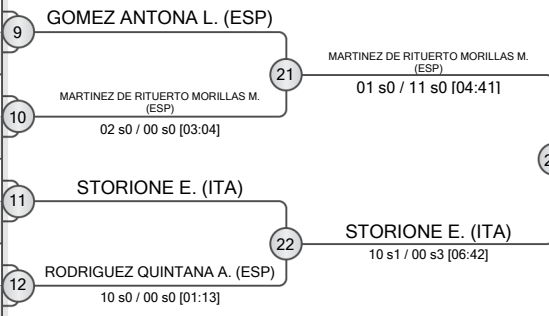 GOMEZ ANTONA L. (ESP)
9
21
MARTINEZ DE RITUERTO MORILLAS M.
(ESP)
01 s0 / 11 s0 [04:41]
MARTINEZ DE RITUERTO MORILLAS M.
(ESP)
10
02 s0 / 00 s0 [03:04]
STORIONE E. (ITA)
11
22
STORIONE E. (ITA)
10 s1 / 00 s3 [06:42]
RODRIGUEZ QUINTANA A. (ESP)
12
10 s0 / 00 s0 [01:13]